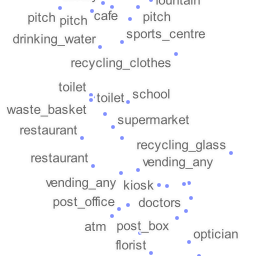 fountain
pitch
pitch
cafe
pitch
drinking_water
sports_centre
recycling_clothes
toilet
toilet
school
waste_basket
supermarket
restaurant
recycling_glass
restaurant
vending_any
vending_any
kiosk
post_office
doctors
atm
post_box
optician
florist